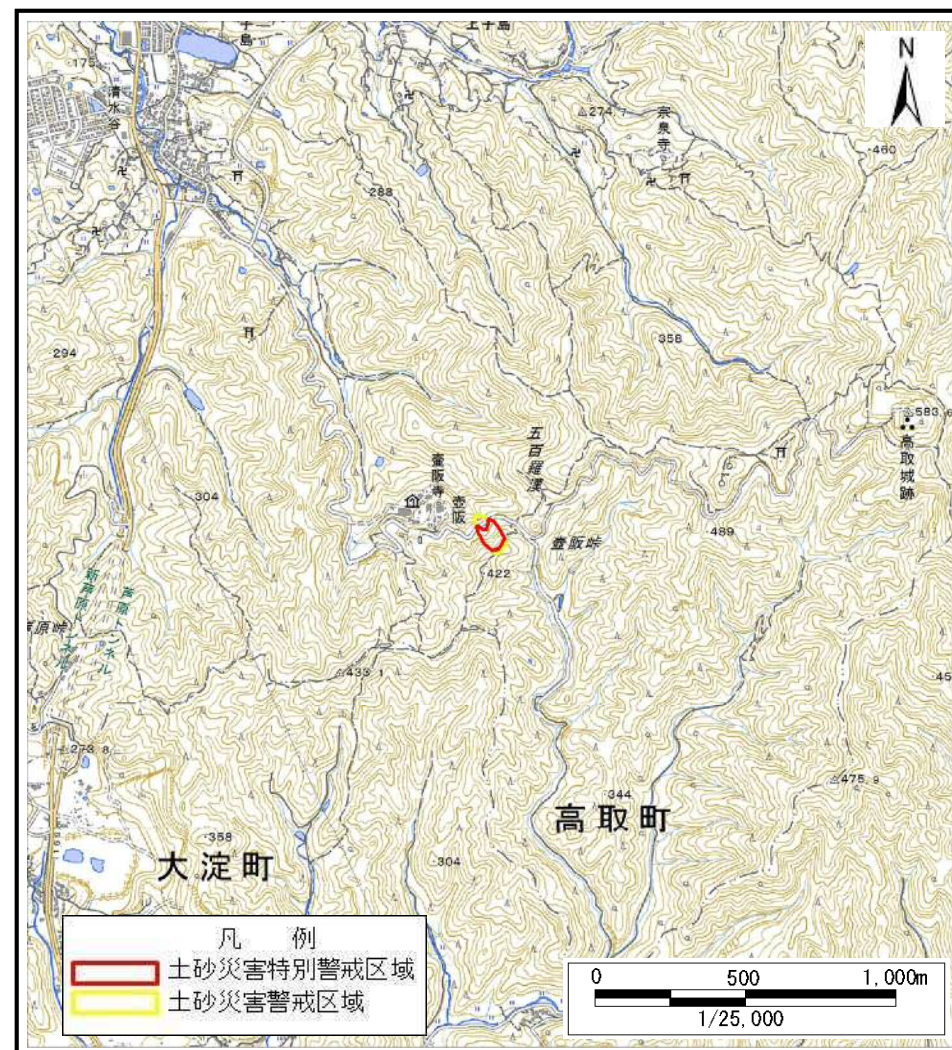 上子島
島
N
175
清水谷
274.7
宗泉寺
460
288
294
358
583.6
高取城跡
五百羅漢
壷阪寺
壺阪
304
489
壺阪峠
422
芦原トンネル
新芦原トンネル
芦原峠
433.1
273.8
475.9
344
高取町
358
304
大淀町
169
凡 例
土砂災害特別警戒区域
土砂災害警戒区域
0 500 1,000m
1/25,000